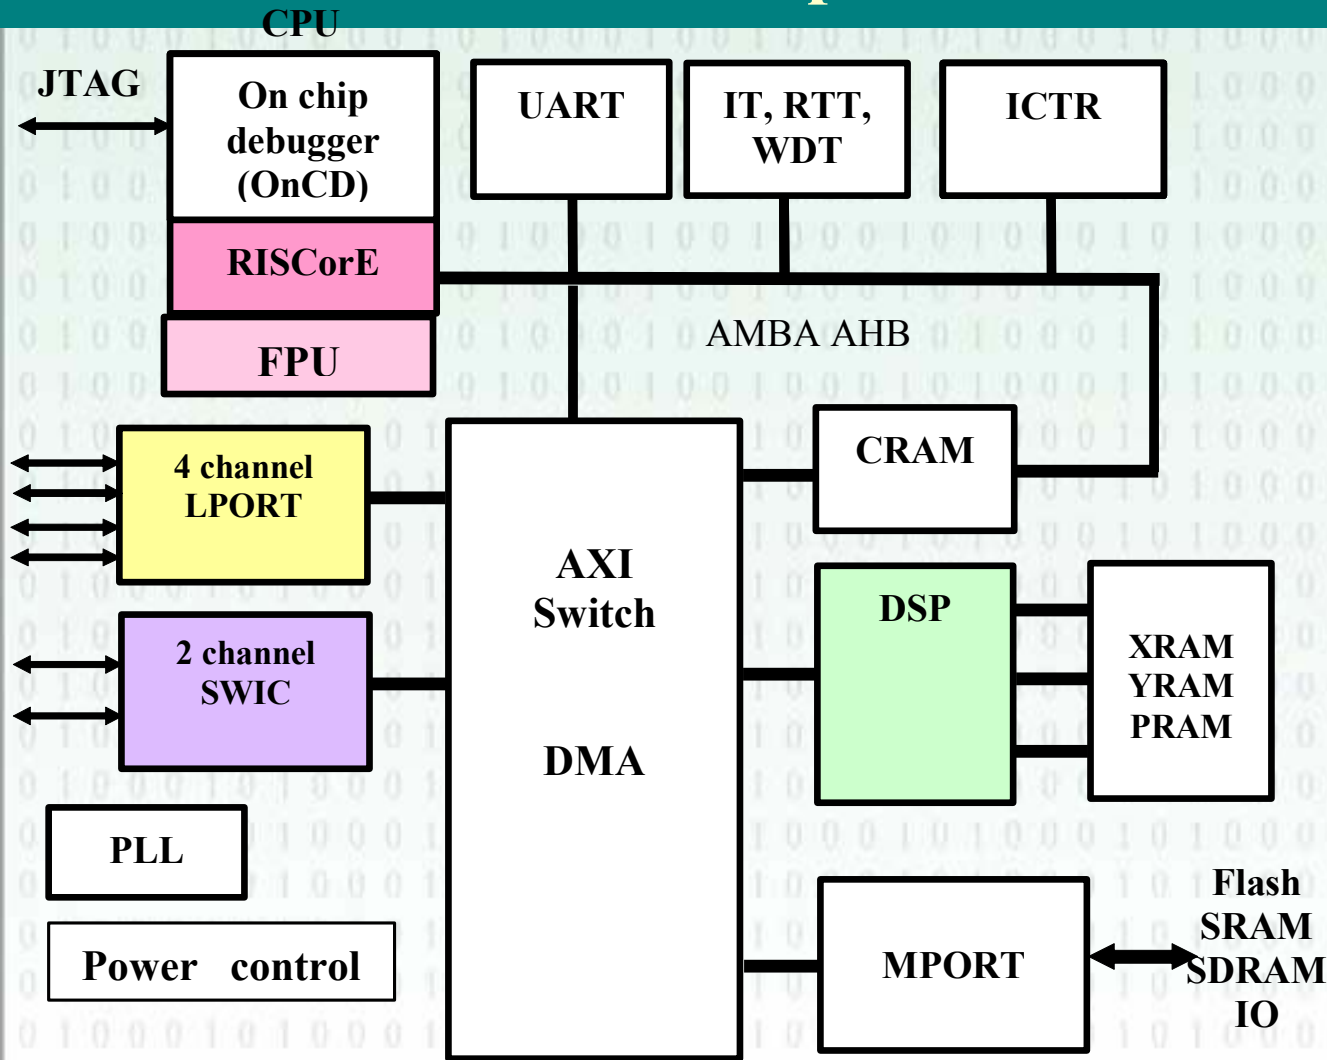 CPU
JTAG
On chip
debugger
(OnCD)
UART
IT, RTT,
WDT
ICTR
RISCorE
AMBA AHB
FPU
4 channel
LPORT
CRAM
AXI
Switch
DMA
DSP
XRAM
YRAM
PRAM
2 channel
SWIC
PLL
Power control
MPORT
Flash
SRAM
SDRAM
IO